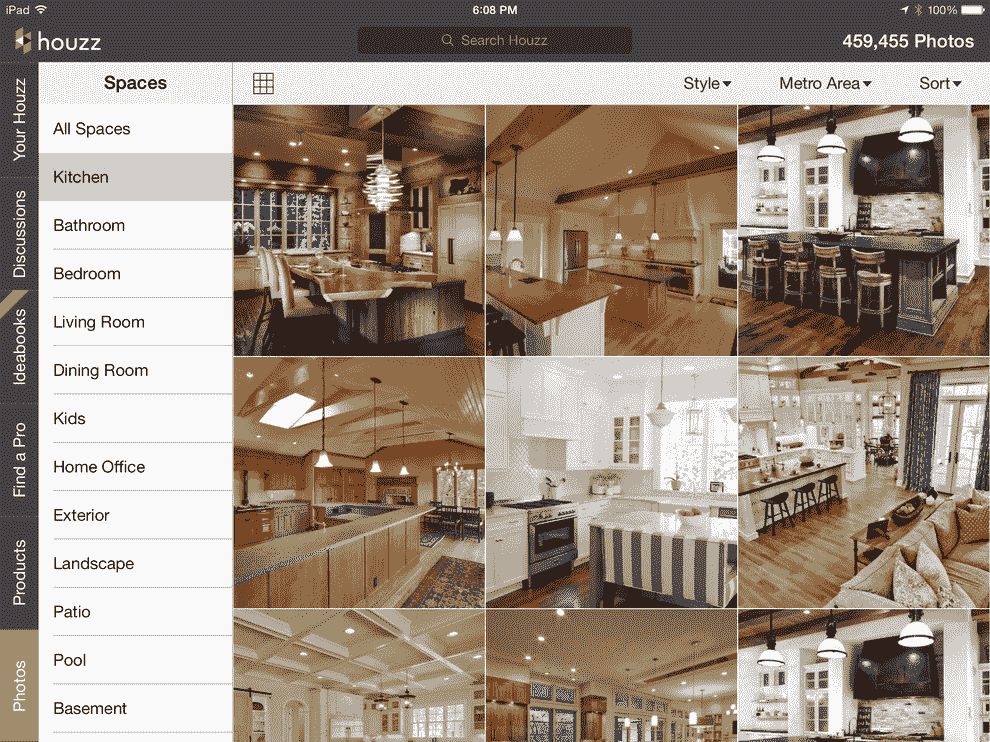 iPad 6:08 PM 100%
houzz Search Houzz 459,455 Photos
Spaces Style Metro Area Sort
Your Houzz
Discussions
Ideabooks
Find a Pro
Products
Photos
All Spaces
Kitchen
Bathroom
Bedroom
Living Room
Dining Room
Kids
Home Office
Exterior
Landscape
Patio
Pool
Basement